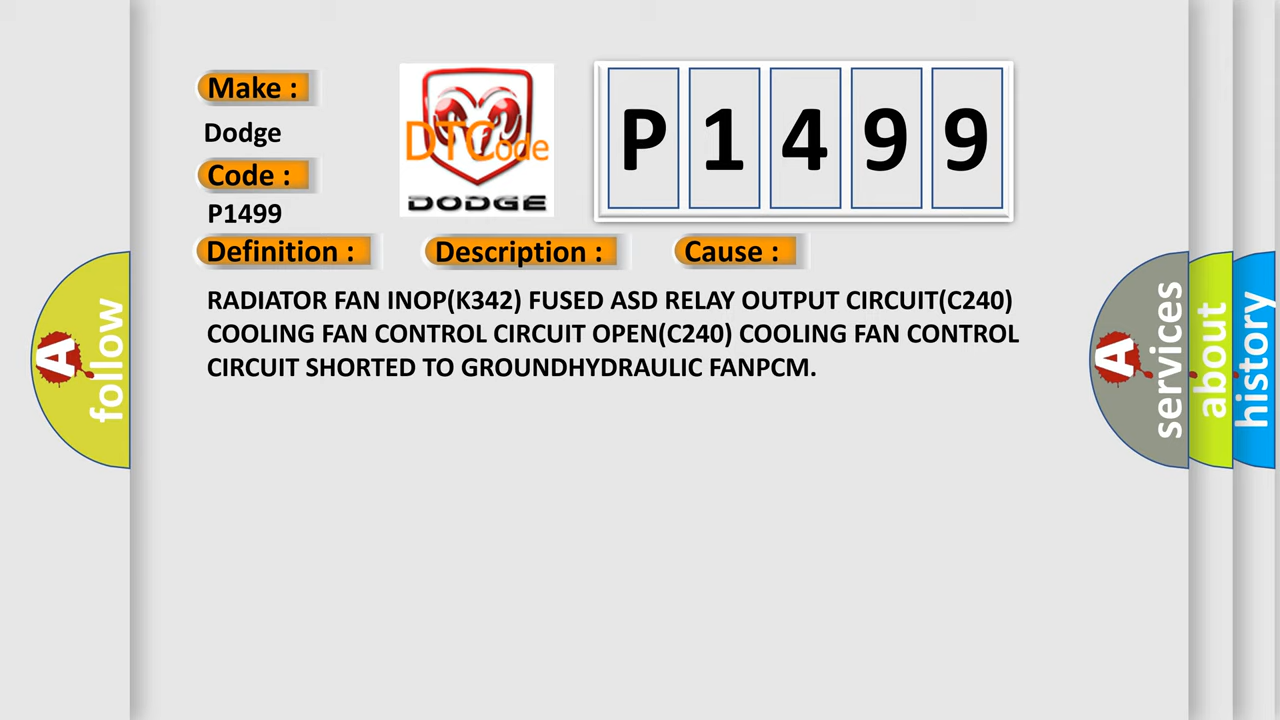 Make :
Dodge
Code :
P1499
DTCode
DODGE
P 1 4 9 9
Definition :
Description :
Cause :
RADIATOR FAN INOP(K342) FUSED ASD RELAY OUTPUT CIRCUIT(C240)
COOLING FAN CONTROL CIRCUIT OPEN(C240) COOLING FAN CONTROL
CIRCUIT SHORTED TO GROUNDHYDRAULIC FANPCM.
A
follow
A
services
about
history